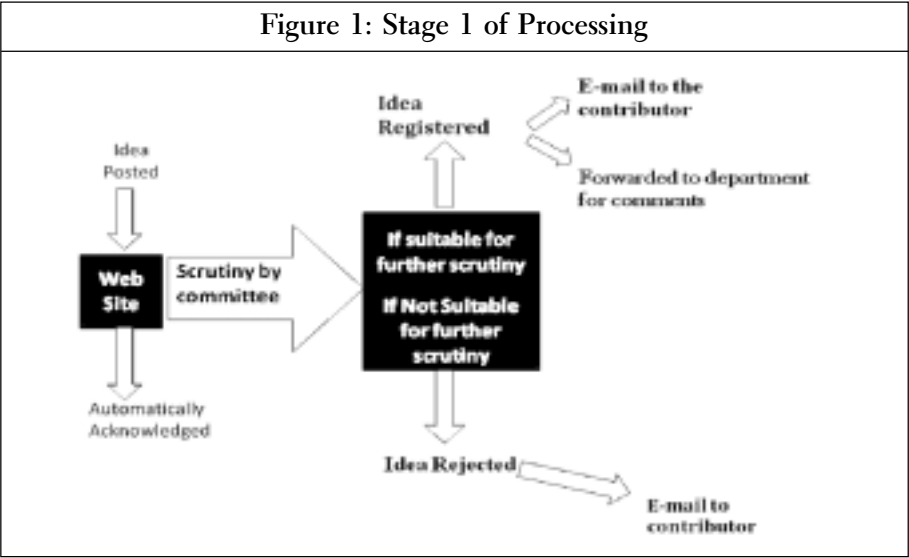 Figure 1: Stage 1 of Processing
Idea
Posted
Web
Site
Automatically
Acknowledged
Scrutiny by
committee
If suitable for
further scrutiny
If Not Suitable
for further
scrutiny
Idea
Registered
E-mail to the
contributor
Forwarded to department
for comments
Idea Rejected
E-mail to
contributor